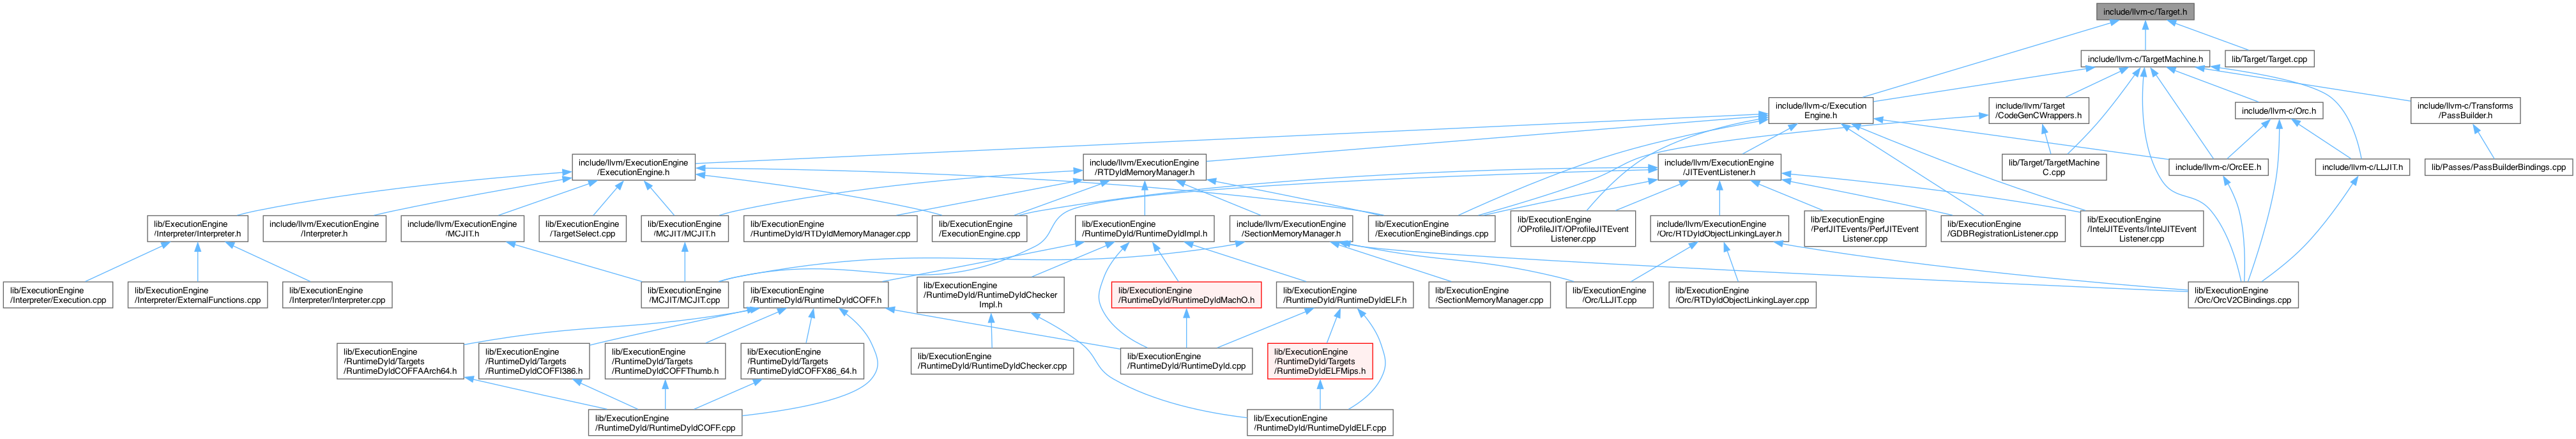 include/llvm-c/Target.h
include/llvm-c/TargetMachine.h
lib/Target/Target.cpp
include/llvm-c/Execution
Engine.h
include/llvm/Target
/CodeGenCWrappers.h
include/llvm-c/Orc.h
include/llvm-c/Transforms
/PassBuilder.h
include/llvm/ExecutionEngine
/ExecutionEngine.h
include/llvm/ExecutionEngine
/RTDyldMemoryManager.h
include/llvm/ExecutionEngine
/JITEventListener.h
lib/Target/TargetMachine
C.cpp
include/llvm-c/OrcEE.h
include/llvm-c/LLJIT.h
lib/Passes/PassBuilderBindings.cpp
lib/ExecutionEngine
/Interpreter/Interpreter.h
include/llvm/ExecutionEngine
/Interpreter.h
include/llvm/ExecutionEngine
/MCJIT.h
lib/ExecutionEngine
/TargetSelect.cpp
lib/ExecutionEngine
/MCJIT/MCJIT.h
lib/ExecutionEngine
/RuntimeDyld/RTDyldMemoryManager.cpp
lib/ExecutionEngine
/ExecutionEngine.cpp
lib/ExecutionEngine
/RuntimeDyld/RuntimeDyldImpl.h
include/llvm/ExecutionEngine
/SectionMemoryManager.h
lib/ExecutionEngine
/ExecutionEngineBindings.cpp
lib/ExecutionEngine
/OProfileJIT/OProfileJITEvent
Listener.cpp
include/llvm/ExecutionEngine
/Orc/RTDyldObjectLinkingLayer.h
lib/ExecutionEngine
/PerfJITEvents/PerfJITEvent
Listener.cpp
lib/ExecutionEngine
/GDBRegistrationListener.cpp
lib/ExecutionEngine
/IntelJITEvents/IntelJITEvent
Listener.cpp
lib/ExecutionEngine
/Interpreter/Execution.cpp
lib/ExecutionEngine
/Interpreter/ExternalFunctions.cpp
lib/ExecutionEngine
/Interpreter/Interpreter.cpp
lib/ExecutionEngine
/MCJIT/MCJIT.cpp
lib/ExecutionEngine
/RuntimeDyld/RuntimeDyldCOFF.h
lib/ExecutionEngine
/RuntimeDyld/RuntimeDyldChecker
Impl.h
lib/ExecutionEngine
/RuntimeDyld/RuntimeDyldMachO.h
lib/ExecutionEngine
/RuntimeDyld/RuntimeDyldELF.h
lib/ExecutionEngine
/SectionMemoryManager.cpp
lib/ExecutionEngine
/Orc/LLJIT.cpp
lib/ExecutionEngine
/Orc/RTDyldObjectLinkingLayer.cpp
lib/ExecutionEngine
/Orc/OrcV2CBindings.cpp
lib/ExecutionEngine
/RuntimeDyld/Targets
/RuntimeDyldCOFFAArch64.h
lib/ExecutionEngine
/RuntimeDyld/Targets
/RuntimeDyldCOFFI386.h
lib/ExecutionEngine
/RuntimeDyld/Targets
/RuntimeDyldCOFFThumb.h
lib/ExecutionEngine
/RuntimeDyld/Targets
/RuntimeDyldCOFFX86_64.h
lib/ExecutionEngine
/RuntimeDyld/RuntimeDyldChecker.cpp
lib/ExecutionEngine
/RuntimeDyld/RuntimeDyld.cpp
lib/ExecutionEngine
/RuntimeDyld/Targets
/RuntimeDyldELFMips.h
lib/ExecutionEngine
/RuntimeDyld/RuntimeDyldCOFF.cpp
lib/ExecutionEngine
/RuntimeDyld/RuntimeDyldELF.cpp